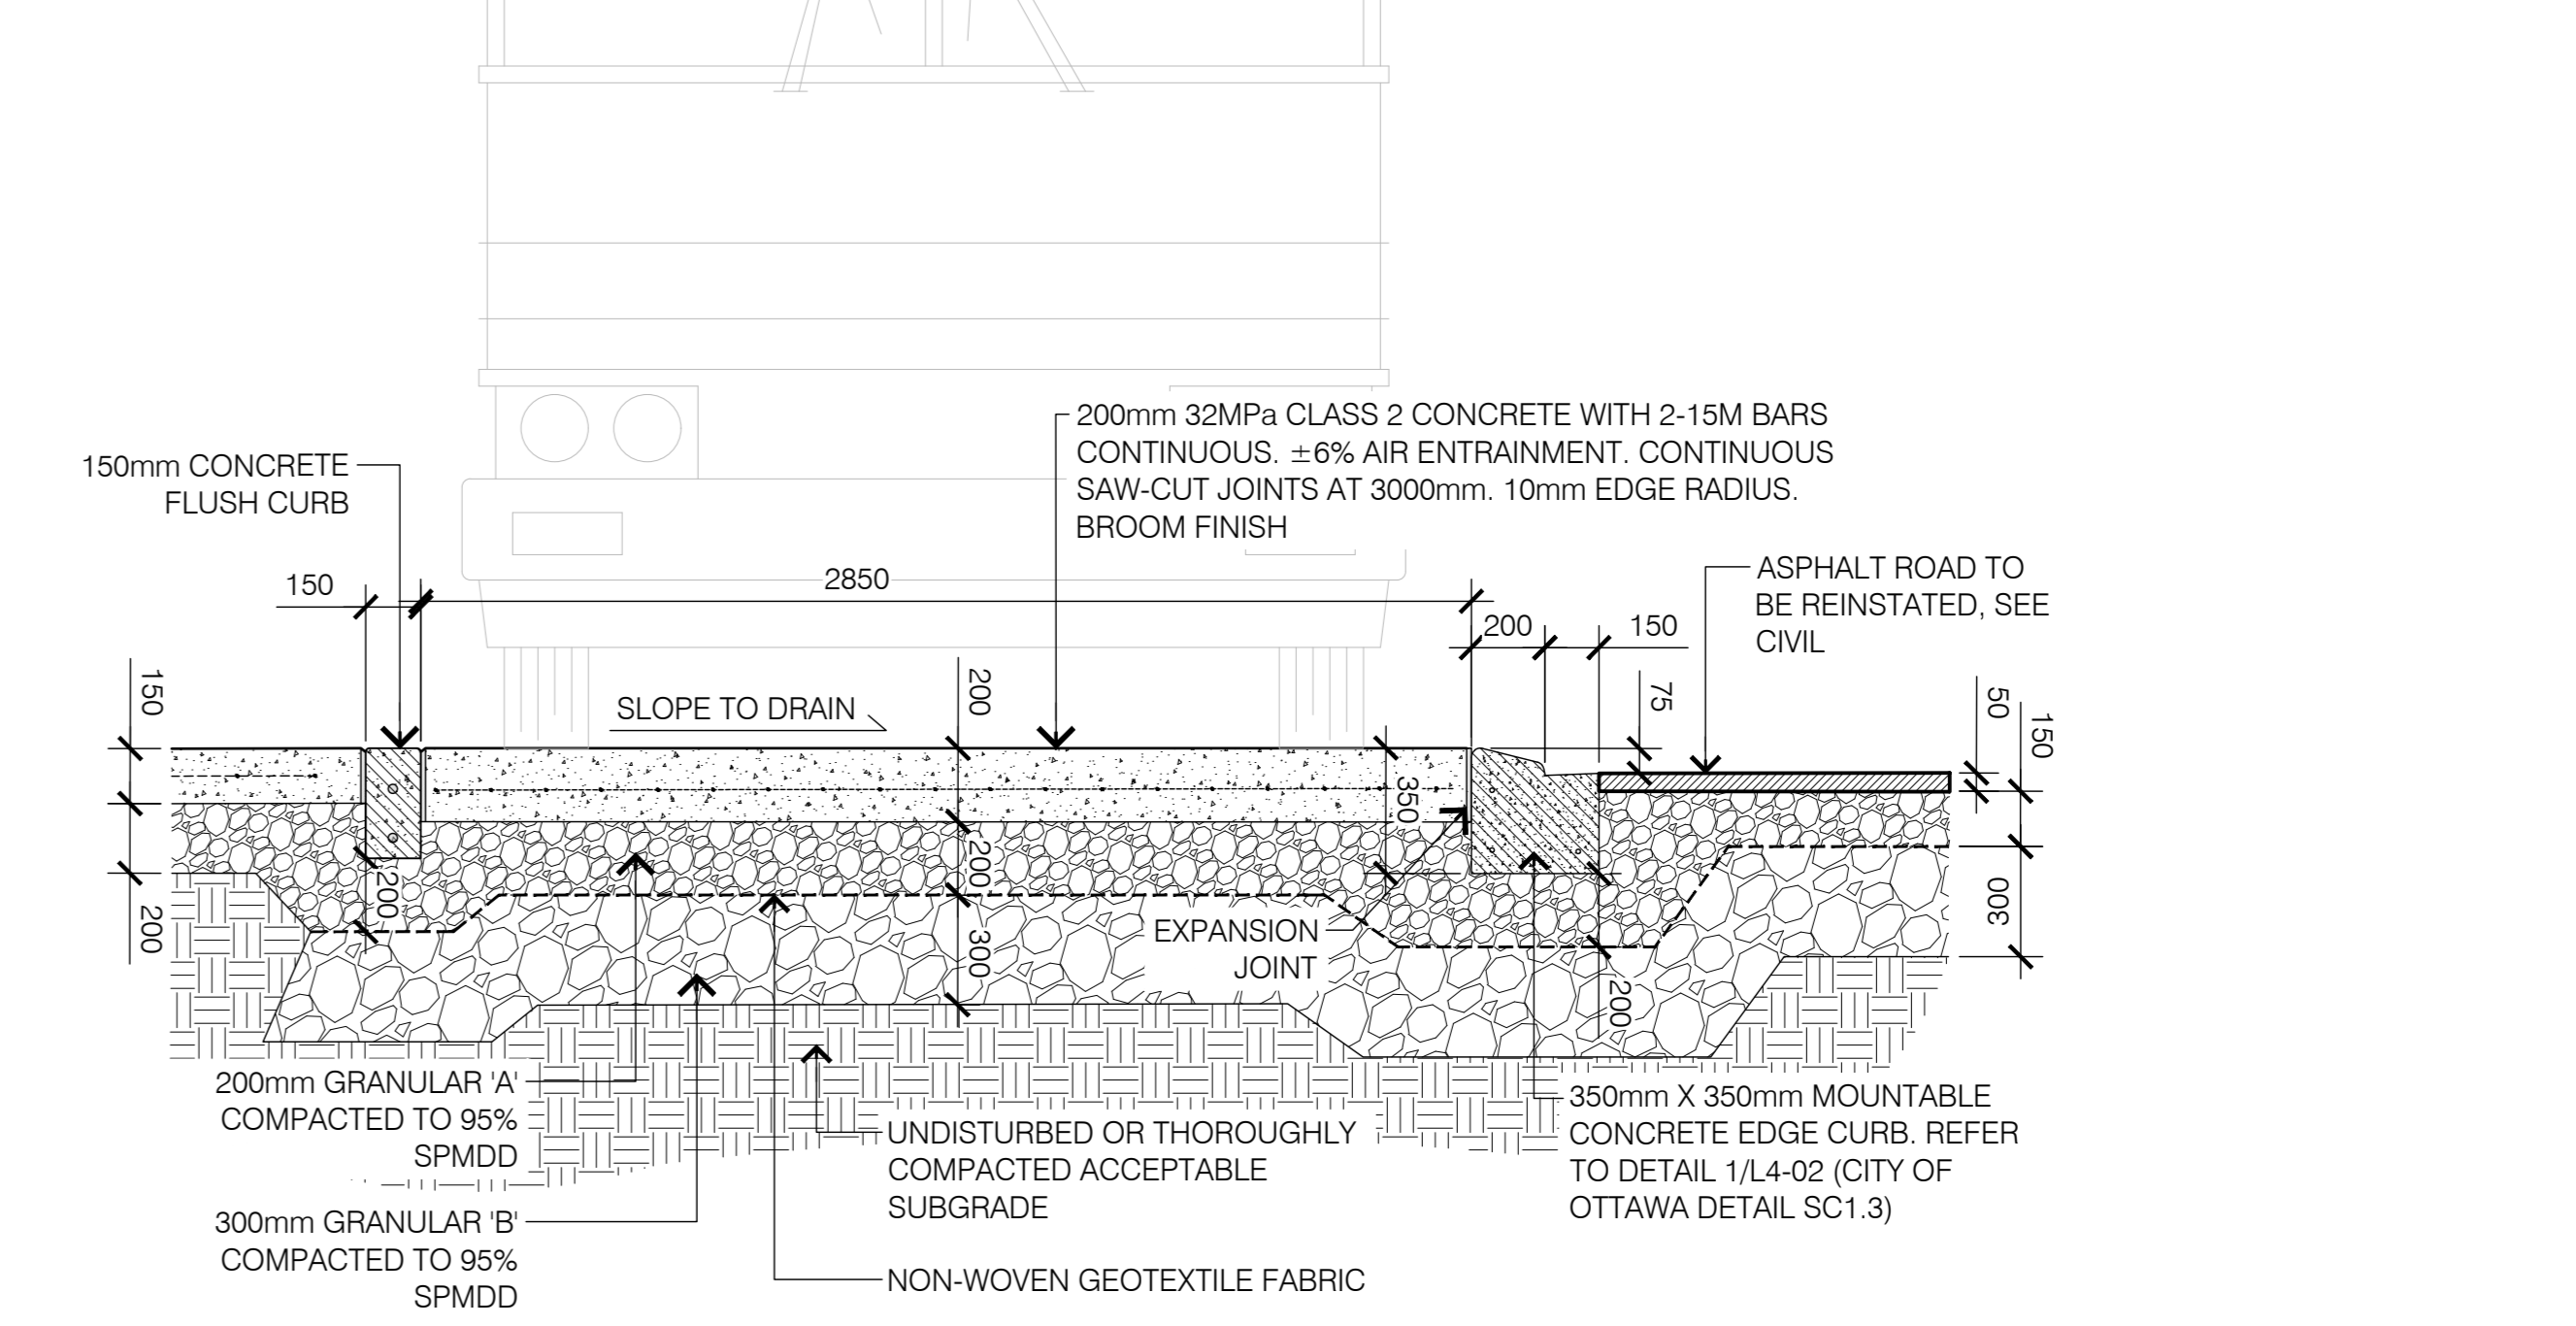 200mm 32MPa CLASS 2 CONCRETE WITH 2-15M BARS
CONTINUOUS. ±6% AIR ENTRAINMENT. CONTINUOUS
SAW-CUT JOINTS AT 3000mm. 10mm EDGE RADIUS.
BROOM FINISH
150mm CONCRETE
FLUSH CURB
ASPHALT ROAD TO
BE REINSTATED, SEE
CIVIL
150
2850
200
150
150
SLOPE TO DRAIN
200
75
50
150
350
200
200
200
300
300
200
EXPANSION
JOINT
200mm GRANULAR 'A'
COMPACTED TO 95%
SPMDD
UNDISTURBED OR THOROUGHLY
COMPACTED ACCEPTABLE
SUBGRADE
350mm X 350mm MOUNTABLE
CONCRETE EDGE CURB. REFER
TO DETAIL 1/L4-02 (CITY OF
OTTAWA DETAIL SC1.3)
300mm GRANULAR 'B'
COMPACTED TO 95%
SPMDD
NON-WOVEN GEOTEXTILE FABRIC